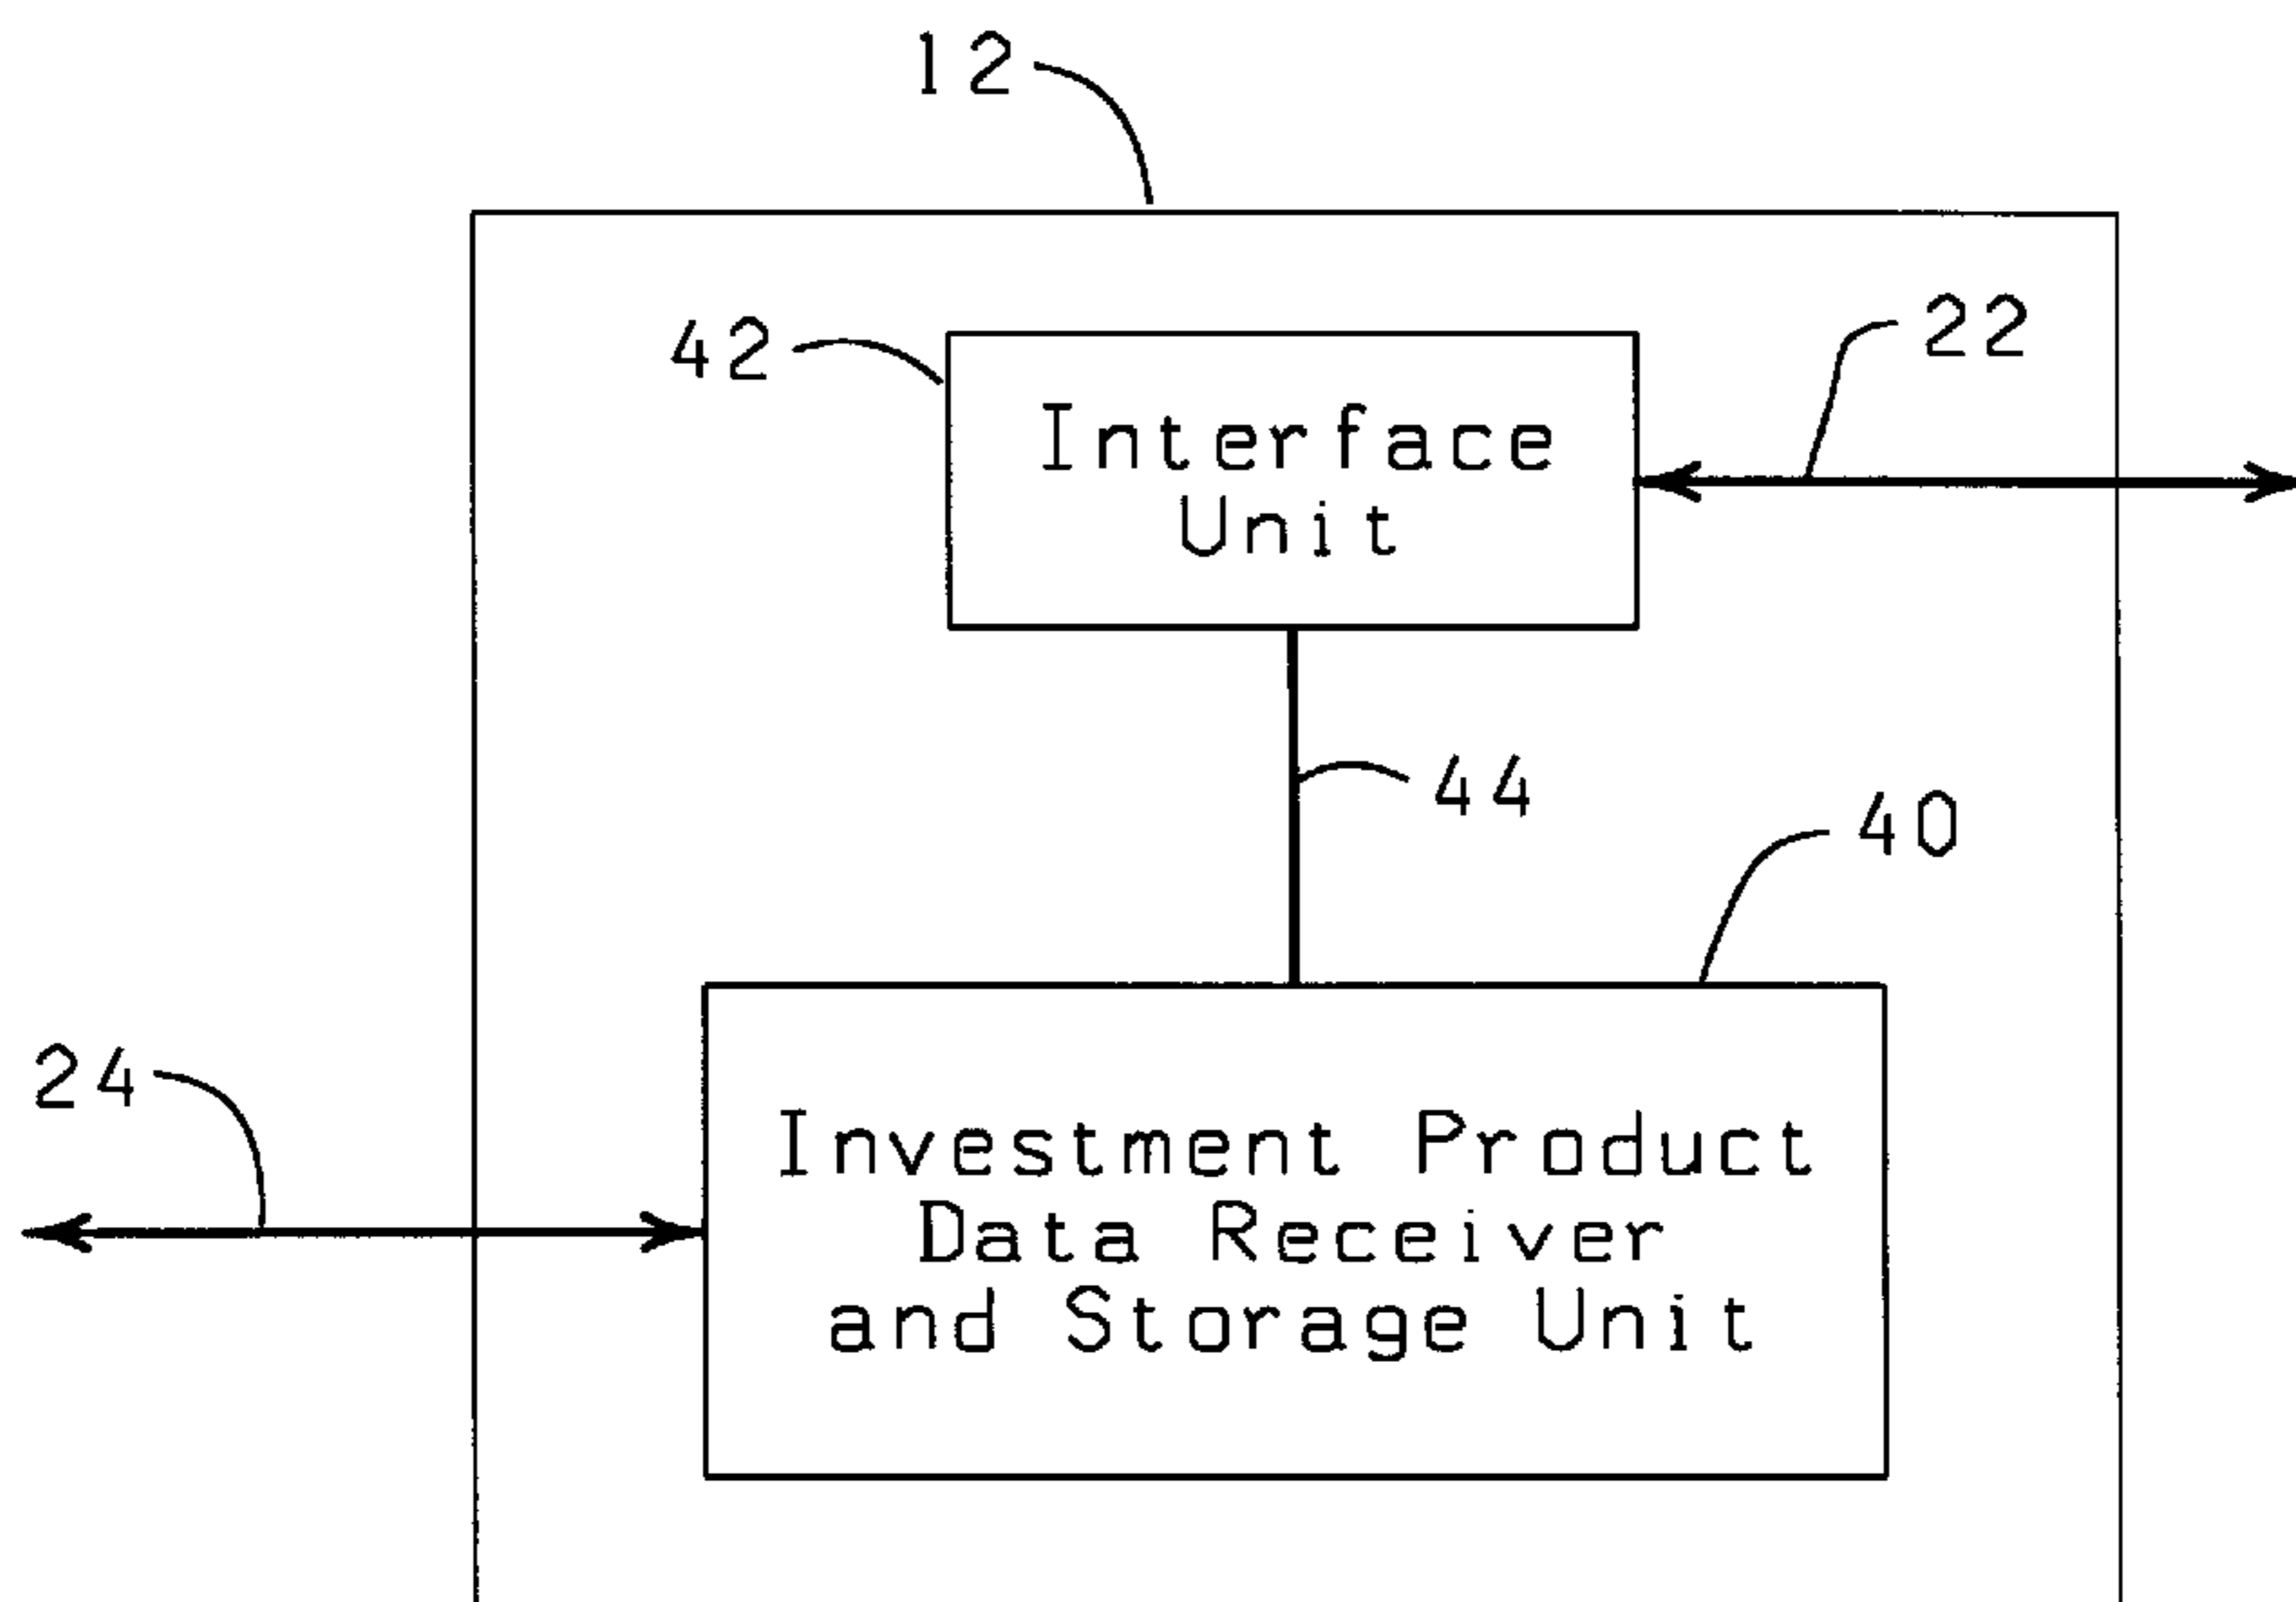 12
42
22
Interface
Unit
44
40
24
Investment Product
Data Receiver
and Storage Unit